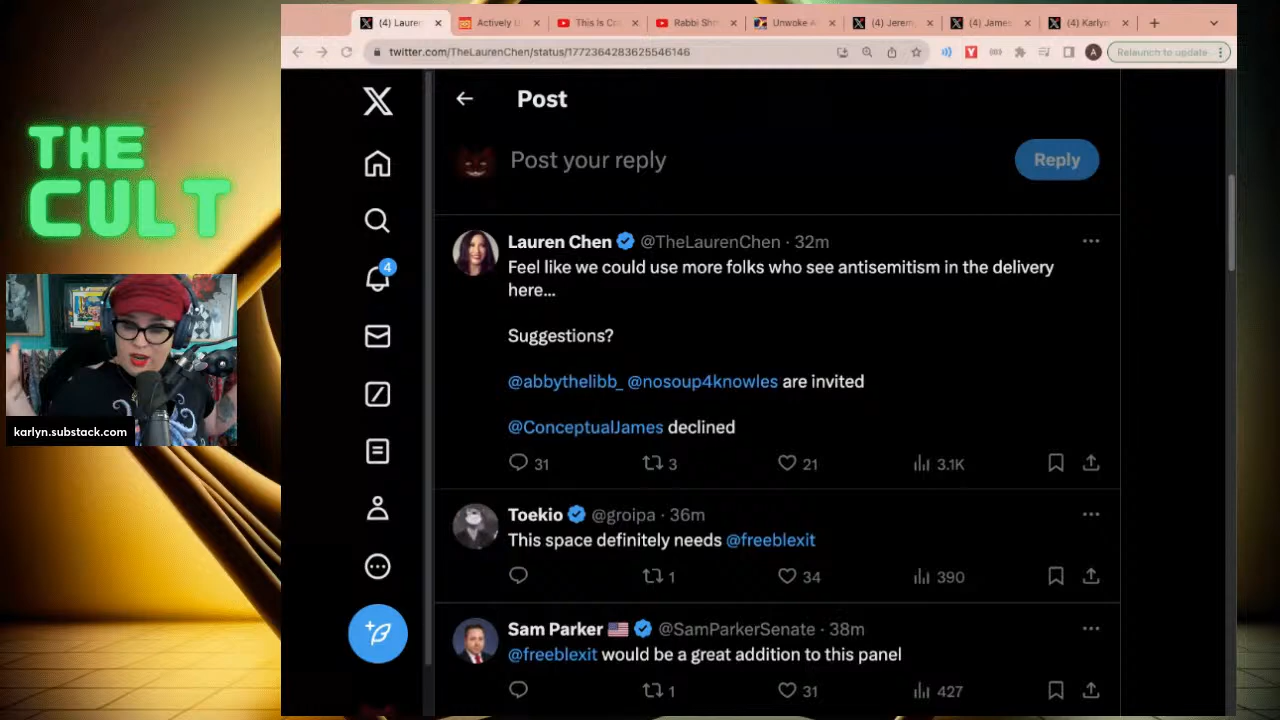 (4) Lauren
Actively U
This Is Cr
Rabbi Shm
Unwoke A
(4) Jerem
(4) James
(4) Karlyn
twitter.com/TheLaurenChen/status/1772364283625546146
A
Relaunch to update
THE
CULT
karlyn.substack.com
4
Post
Post your reply
Reply
Lauren Chen @TheLaurenChen · 32m
Feel like we could use more folks who see antisemitism in the delivery
here...
Suggestions?
@abbythelibb_ @nosoup4knowles are invited
@ConceptualJames declined
31 3 21 3.1K
Toekio @groipa · 36m
This space definitely needs @freeblexit
1 34 390
Sam Parker @SamParkerSenate · 38m
@freeblexit would be a great addition to this panel
1 31 427